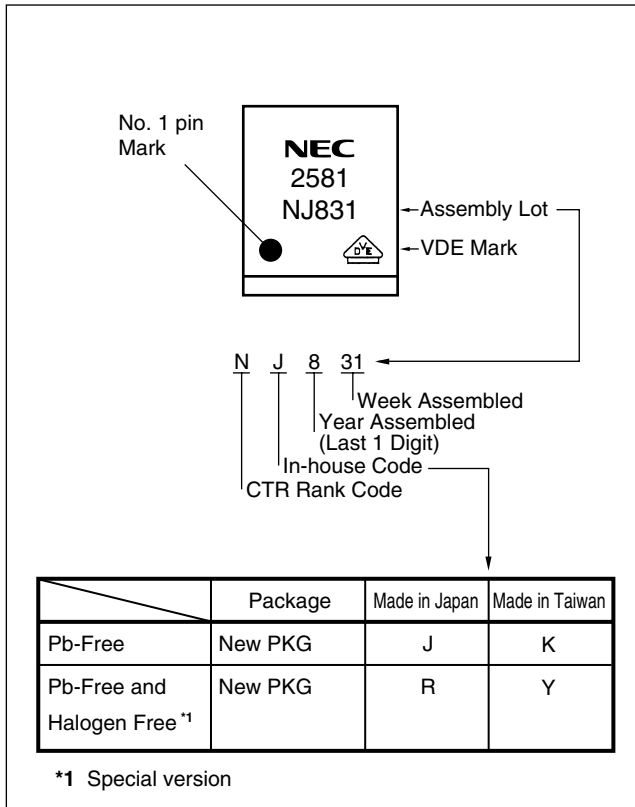 No. 1 pin
Mark
NEC
2581
NJ831
Assembly Lot
DVE
VDE Mark
N J 8 31
Week Assembled
Year Assembled
(Last 1 Digit)
In-house Code
CTR Rank Code
Package Made in Japan Made in Taiwan
Pb-Free New PKG J K
Pb-Free and
Halogen Free *1 New PKG R Y
*1 Special version